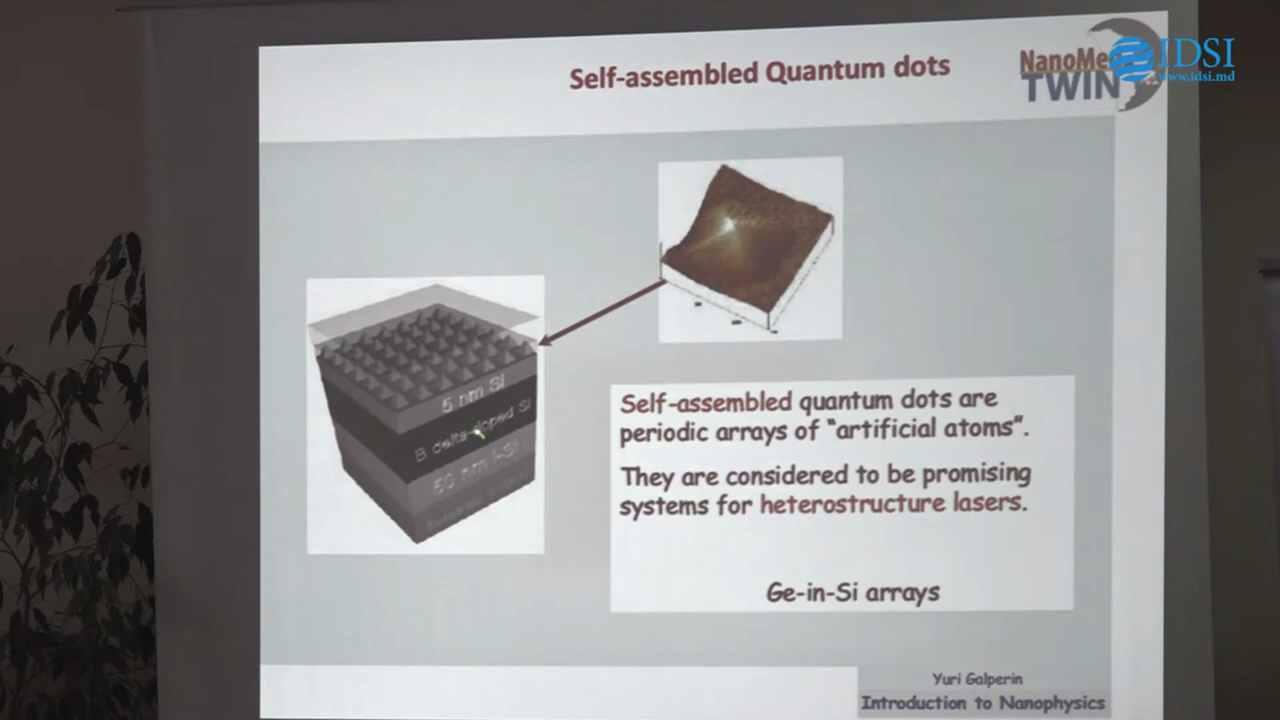 Self-assembled Quantum dots
NanoMe
TWIN
IDSI
www.idsi.md
5 nm Si
B delta-doped Si
Self-assembled quantum dots are
periodic arrays of "artificial atoms".
They are considered to be promising
systems for heterostructure lasers.
Ge-in-Si arrays
Yuri Galperin
Introduction to Nanophysics